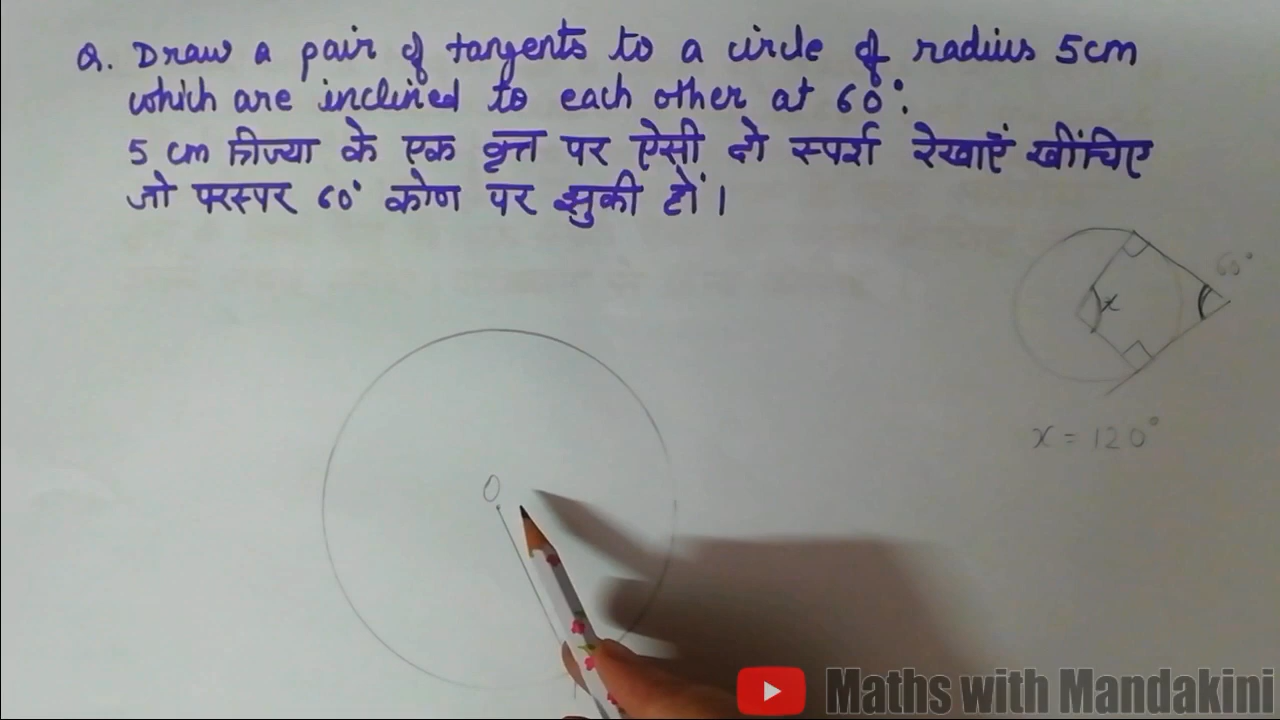 Q. Draw a pair of tangents to a circle of radius 5cm
which are inclined to each other at 60°.
5 cm त्रिज्या के एक वृत्त पर ऐसी दो स्पर्श रेखाएं खींचिए
जो परस्पर 60° कोण पर झुकी हों।
60°
x
x = 120°
O
Maths with Mandakini